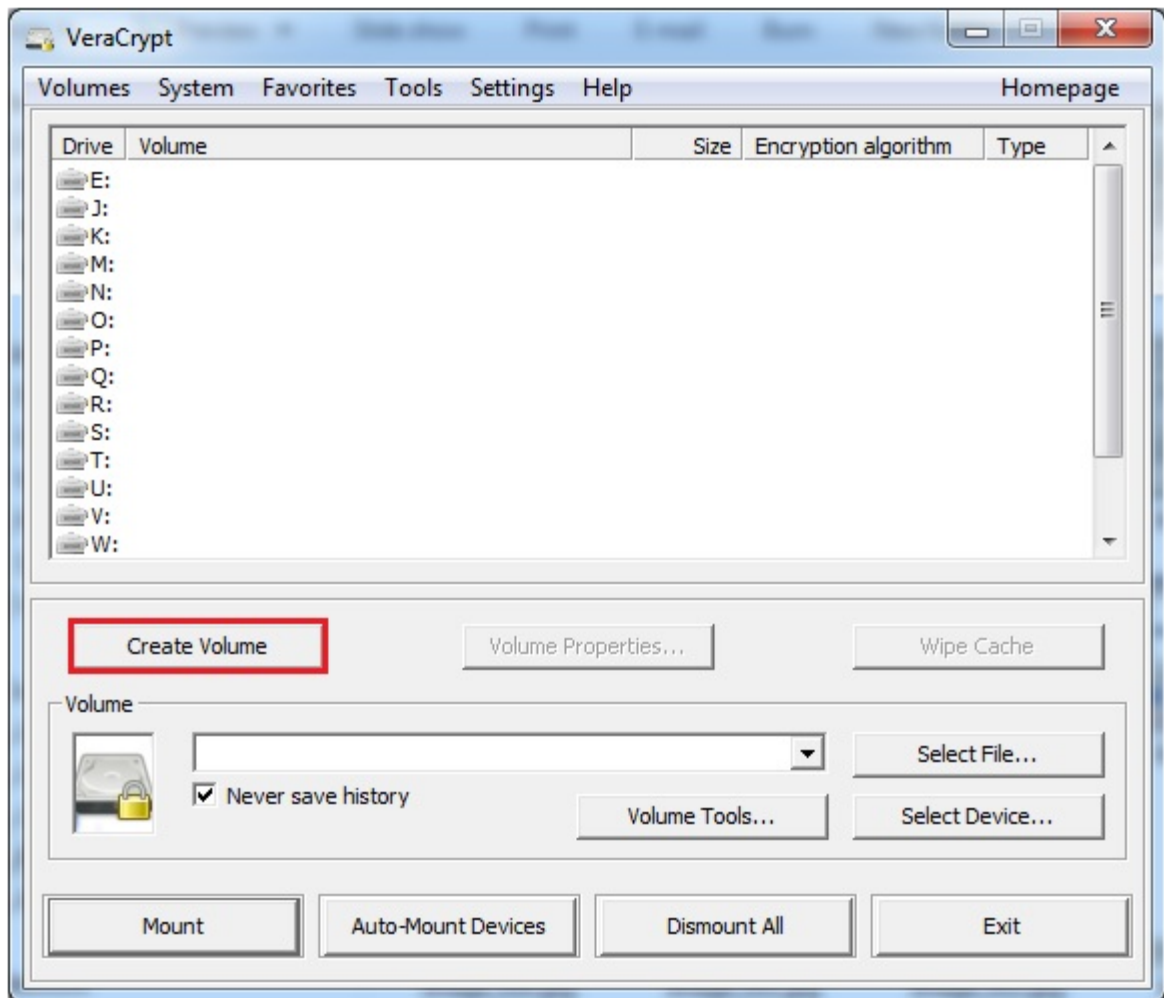 VeraCrypt
Volumes System Favorites Tools Settings Help Homepage
Drive Volume Size Encryption algorithm Type
E:
J:
K:
M:
N:
O:
P:
Q:
R:
S:
T:
U:
V:
W:
Create Volume Volume Properties... Wipe Cache
Volume
Select File...
Never save history
Volume Tools... Select Device...
Mount Auto-Mount Devices Dismount All Exit